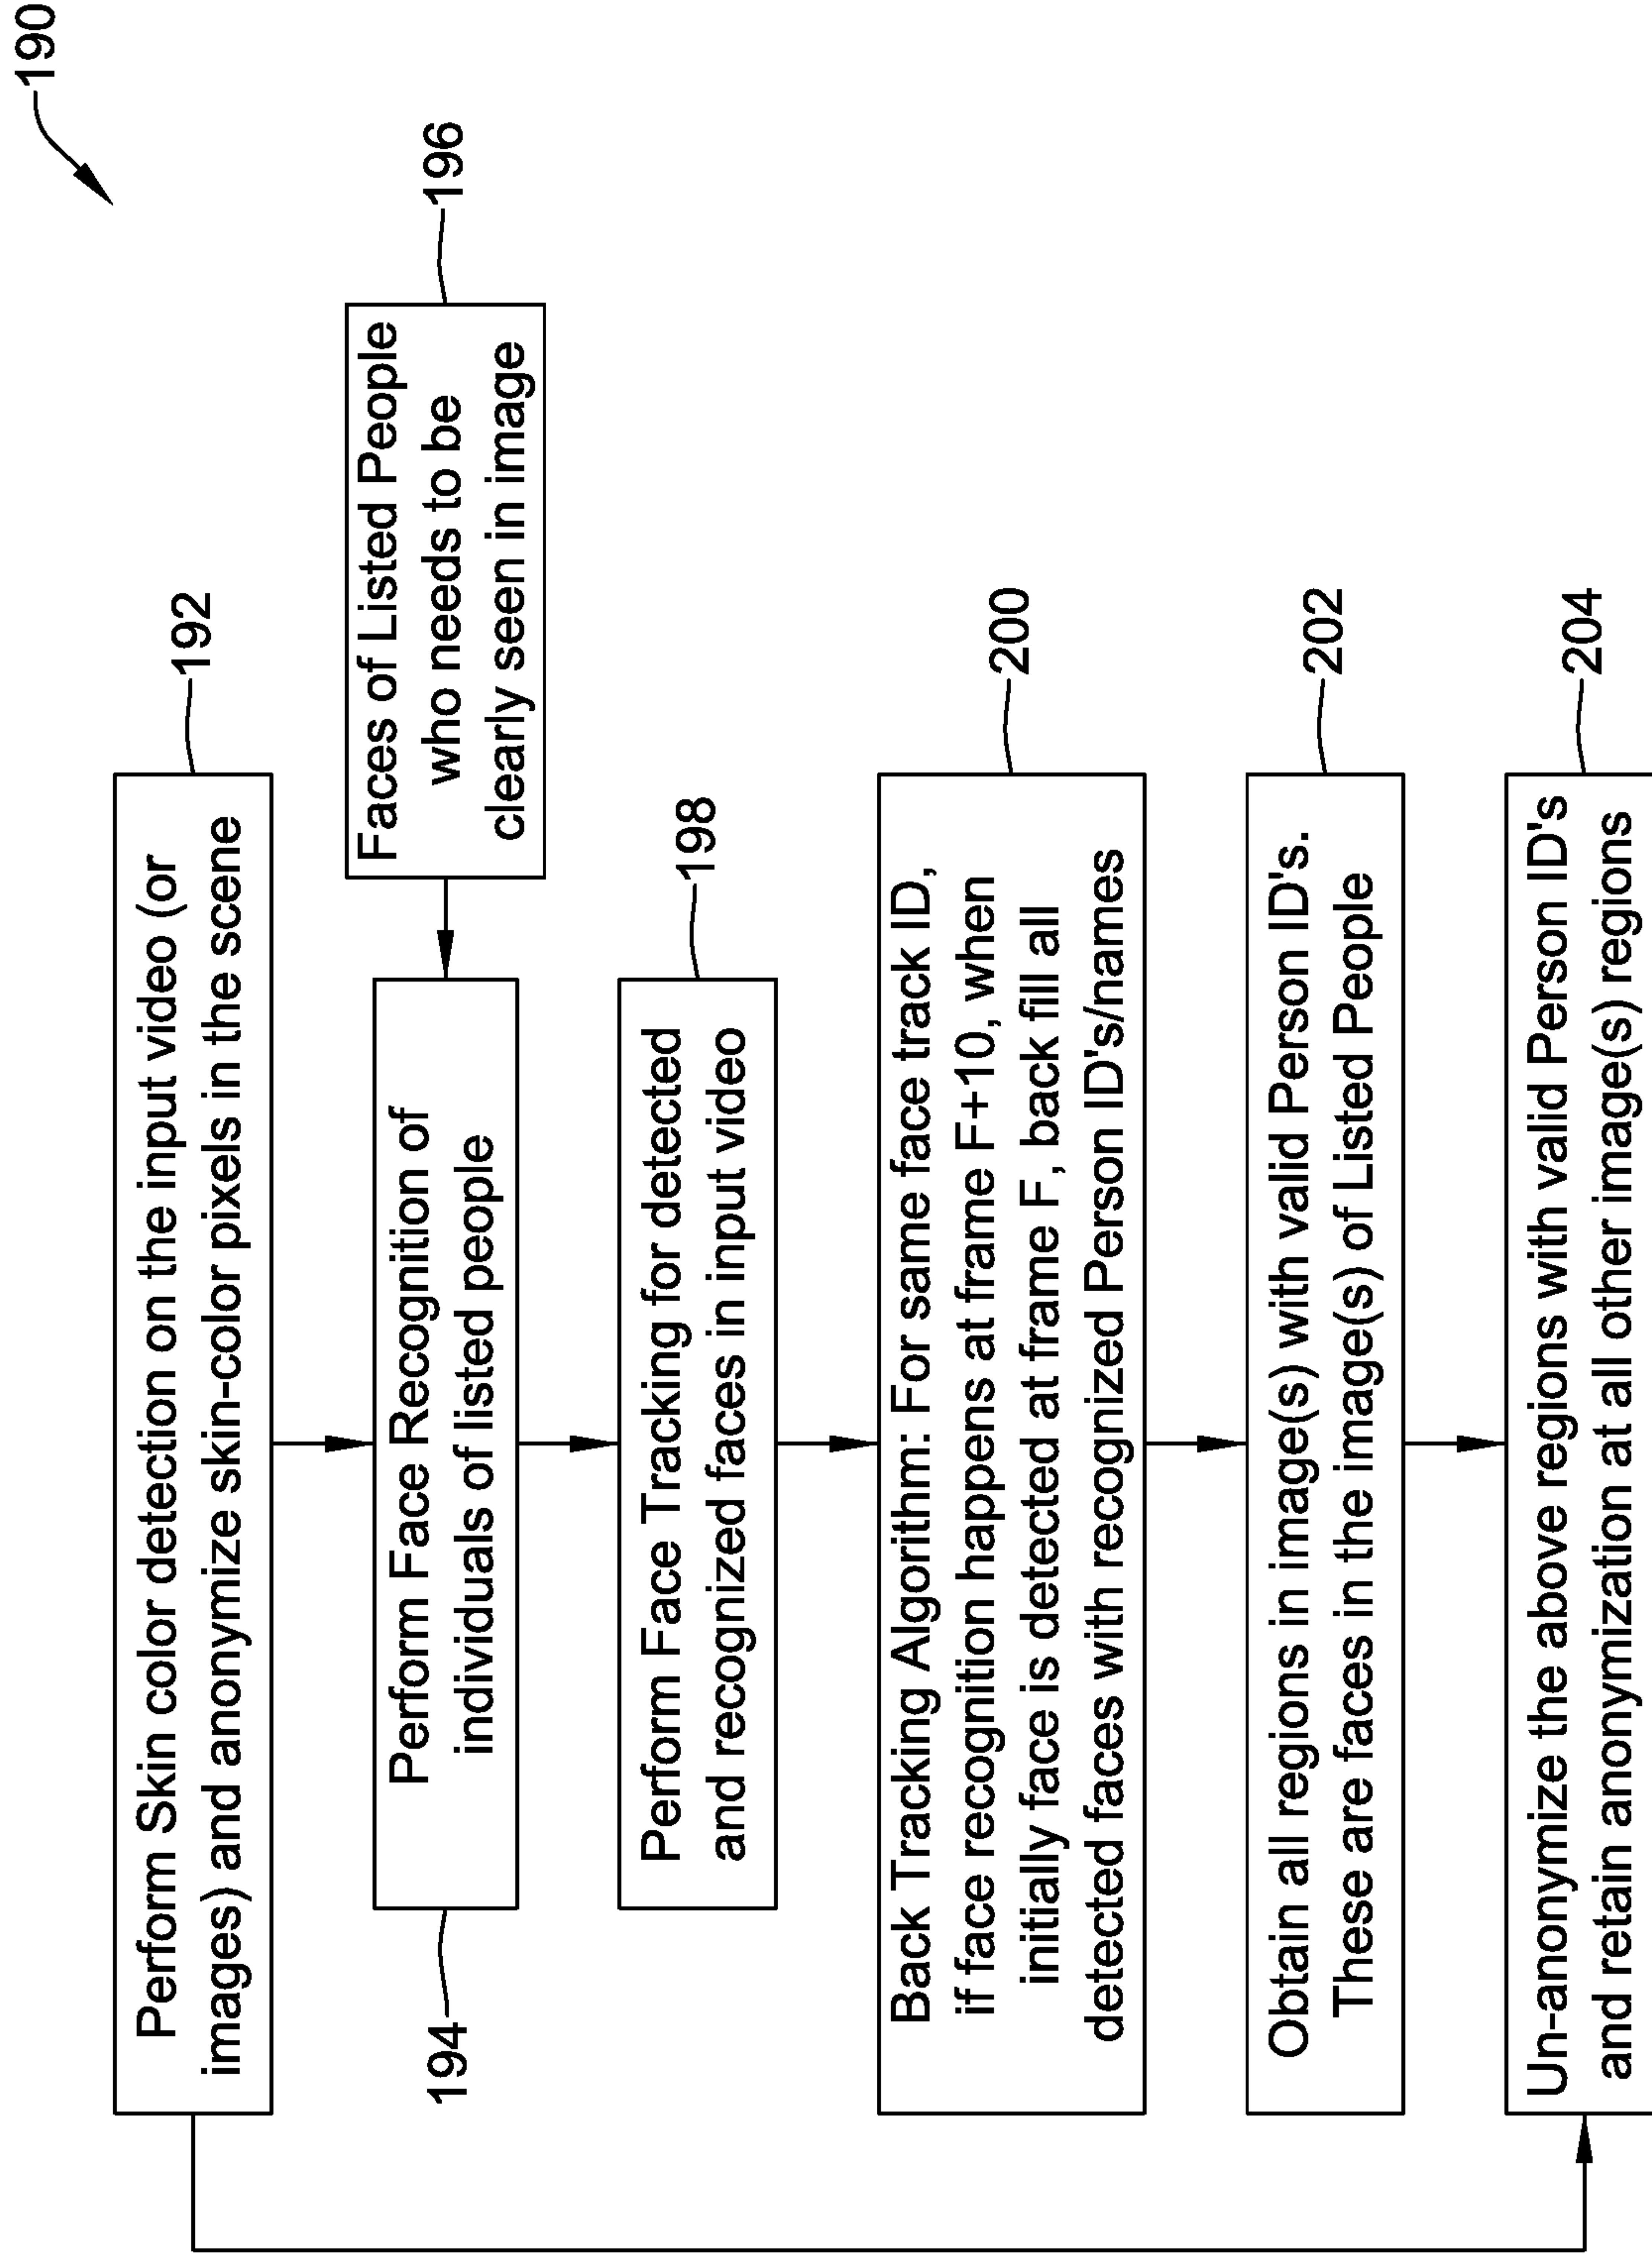 190
Perform Skin color detection on the input video (or
images) and anonymize skin-color pixels in the scene
192
Perform Face Recognition of
individuals of listed people
194
Faces of Listed People
who needs to be
clearly seen in image
196
Perform Face Tracking for detected
and recognized faces in input video
198
Back Tracking Algorithm: For same face track ID,
if face recognition happens at frame F+10, when
initially face is detected at frame F, back fill all
detected faces with recognized Person ID's/names
200
Obtain all regions in image(s) with valid Person ID's.
These are faces in the image(s) of Listed People
202
Un-anonymize the above regions with valid Person ID's
and retain anonymization at all other image(s) regions
204